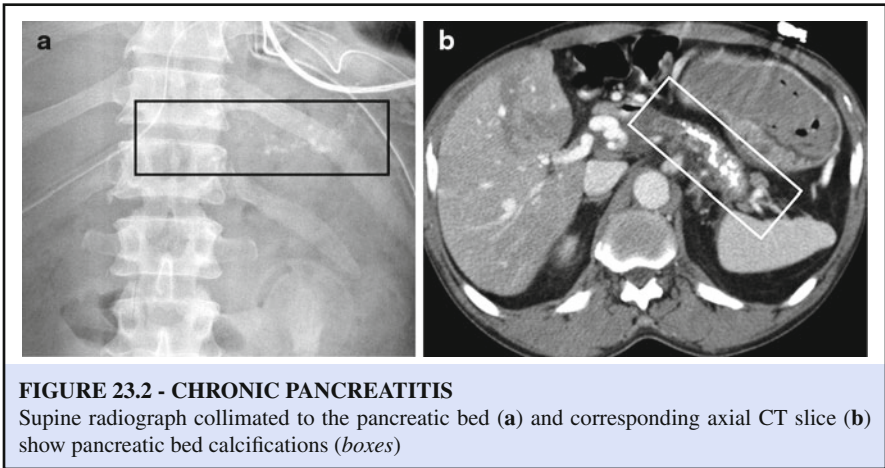 a
b
FIGURE 23.2 - CHRONIC PANCREATITIS
Supine radiograph collimated to the pancreatic bed (a) and corresponding axial CT slice (b)
show pancreatic bed calcifications (boxes)